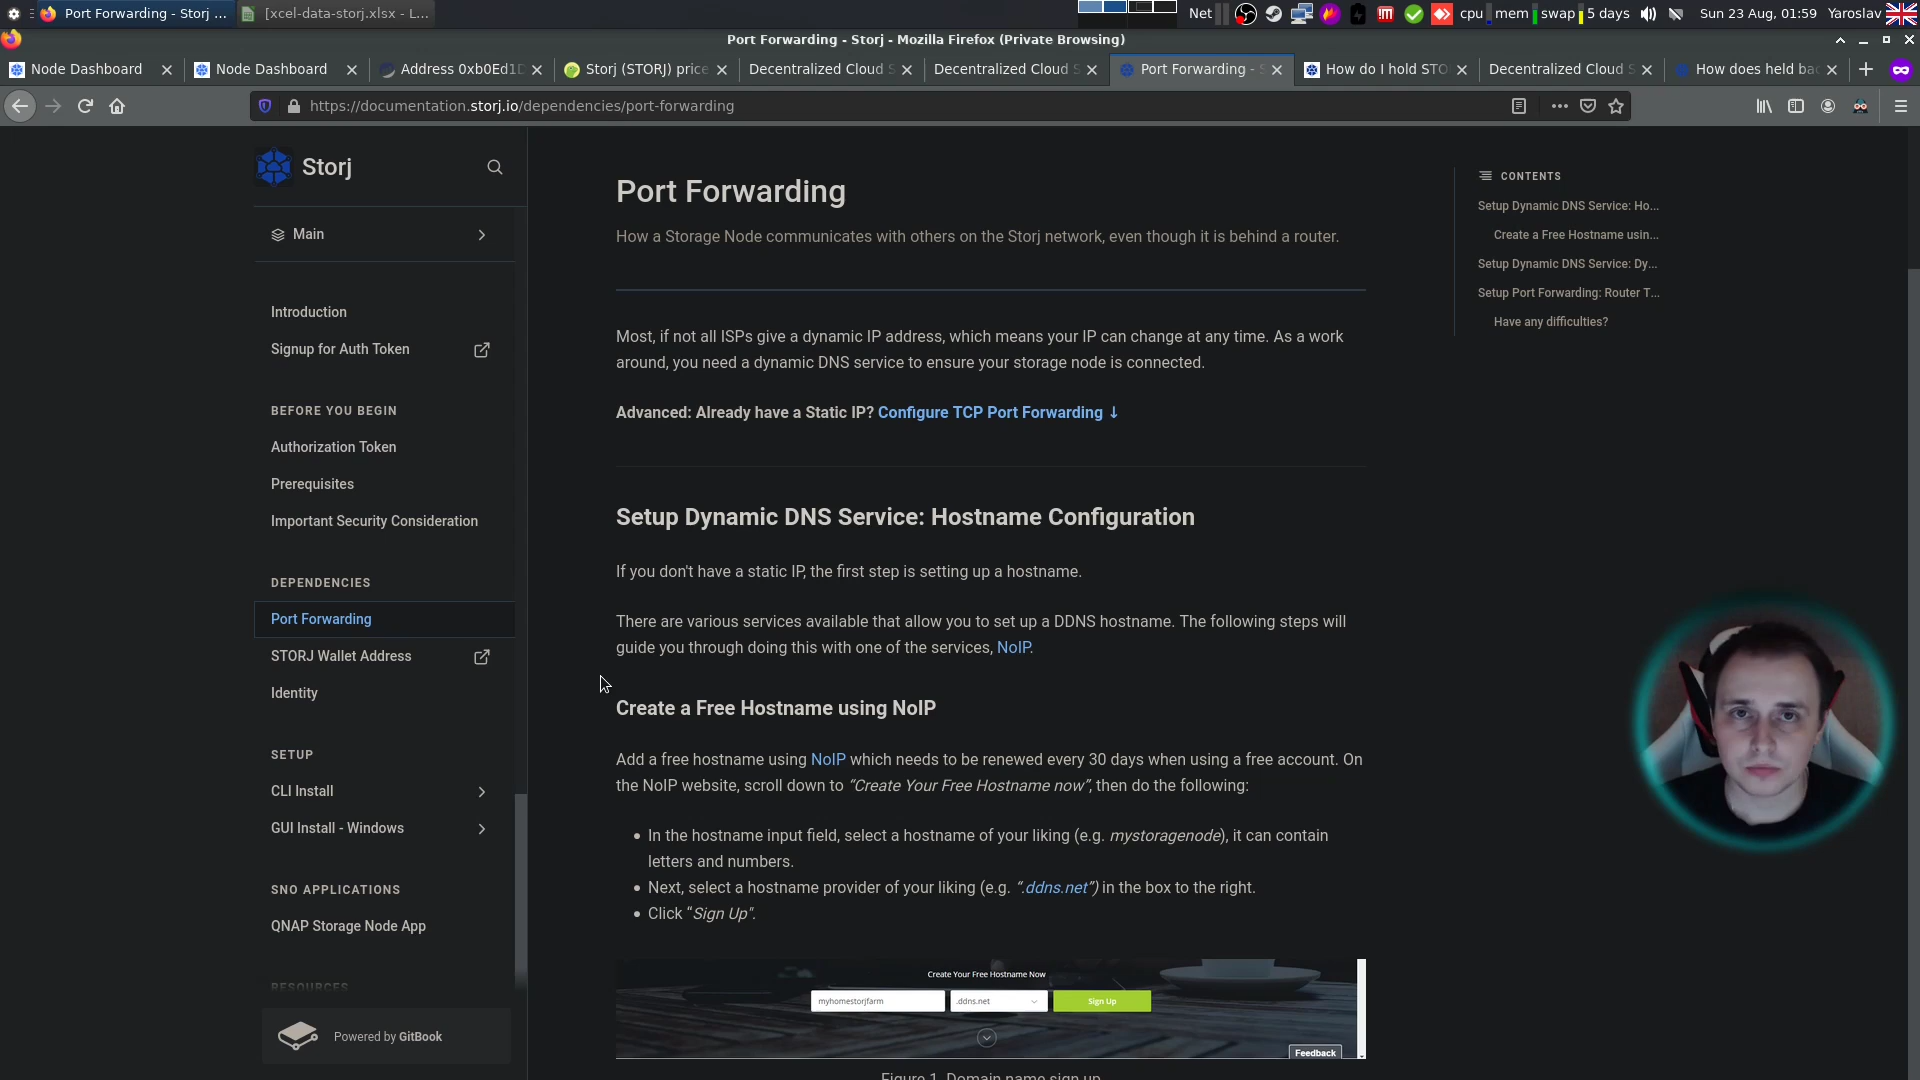 Port Forwarding - Storj ...
[xcel-data-storj.xlsx - L...
Net
cpu
mem
swap
5 days
Sun 23 Aug, 01:59
Yaroslav
Port Forwarding - Storj - Mozilla Firefox (Private Browsing)
Node Dashboard
Node Dashboard
Address 0xb0Ed1D
Storj (STORJ) price
Decentralized Cloud S
Decentralized Cloud S
Port Forwarding - S
How do I hold STO
Decentralized Cloud S
How does held bac
https://documentation.storj.io/dependencies/port-forwarding
Storj
Main
Introduction
Signup for Auth Token
BEFORE YOU BEGIN
Authorization Token
Prerequisites
Important Security Consideration
DEPENDENCIES
Port Forwarding
STORJ Wallet Address
Identity
SETUP
CLI Install
GUI Install - Windows
SNO APPLICATIONS
QNAP Storage Node App
RESOURCES
Powered by GitBook
Port Forwarding
How a Storage Node communicates with others on the Storj network, even though it is behind a router.
Most, if not all ISPs give a dynamic IP address, which means your IP can change at any time. As a work
around, you need a dynamic DNS service to ensure your storage node is connected.
Advanced: Already have a Static IP? Configure TCP Port Forwarding ↓
Setup Dynamic DNS Service: Hostname Configuration
If you don't have a static IP, the first step is setting up a hostname.
There are various services available that allow you to set up a DDNS hostname. The following steps will
guide you through doing this with one of the services, NoIP.
Create a Free Hostname using NoIP
Add a free hostname using NoIP which needs to be renewed every 30 days when using a free account. On
the NoIP website, scroll down to “Create Your Free Hostname now”, then do the following:
• In the hostname input field, select a hostname of your liking (e.g. mystoragenode), it can contain
letters and numbers.
• Next, select a hostname provider of your liking (e.g. “.ddns.net”) in the box to the right.
• Click “Sign Up".
Create Your Free Hostname Now
myhomestorjfarm
.ddns.net
Sign Up
Feedback
Figure 1. Domain name sign up
CONTENTS
Setup Dynamic DNS Service: Ho...
Create a Free Hostname usin...
Setup Dynamic DNS Service: Dy...
Setup Port Forwarding: Router T...
Have any difficulties?